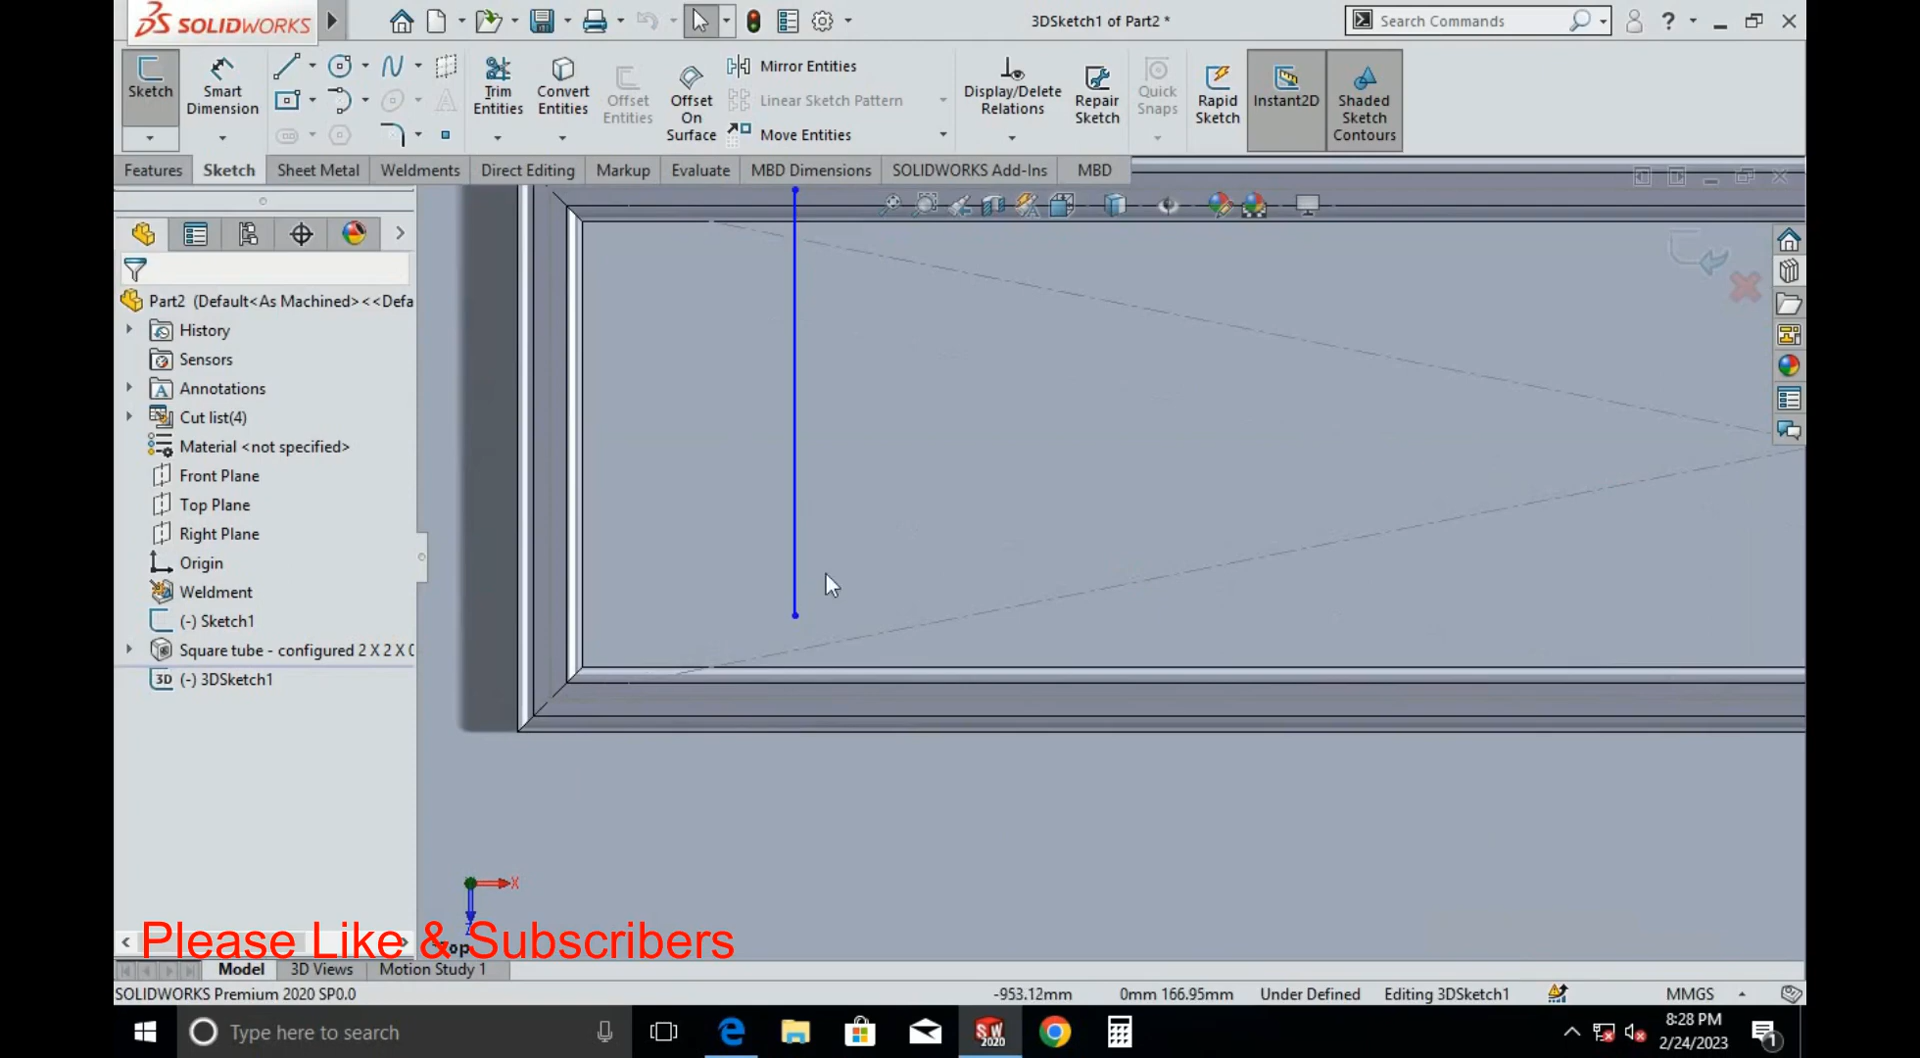 SOLIDWORKS
3DSketch1 of Part2 *
Search Commands
?
Sketch
Smart Dimension
Trim Entities
Convert Entities
Offset Entities
Offset On Surface
Mirror Entities
Linear Sketch Pattern
Move Entities
Display/Delete Relations
Repair Sketch
Quick Snaps
Rapid Sketch
Instant2D
Shaded Sketch Contours
Features
Sketch
Sheet Metal
Weldments
Direct Editing
Markup
Evaluate
MBD Dimensions
SOLIDWORKS Add-Ins
MBD
Part2 (Default<As Machined><<Defa
History
Sensors
Annotations
Cut list(4)
Material <not specified>
Front Plane
Top Plane
Right Plane
Origin
Weldment
(-) Sketch1
Square tube - configured 2 X 2 X 0
3D (-) 3DSketch1
X
Please Like & Subscribers
Top
Model
3D Views
Motion Study 1
SOLIDWORKS Premium 2020 SP0.0
-953.12mm
0mm 166.95mm
Under Defined
Editing 3DSketch1
MMGS
Type here to search
SW
2020
8:28 PM
2/24/2023
1